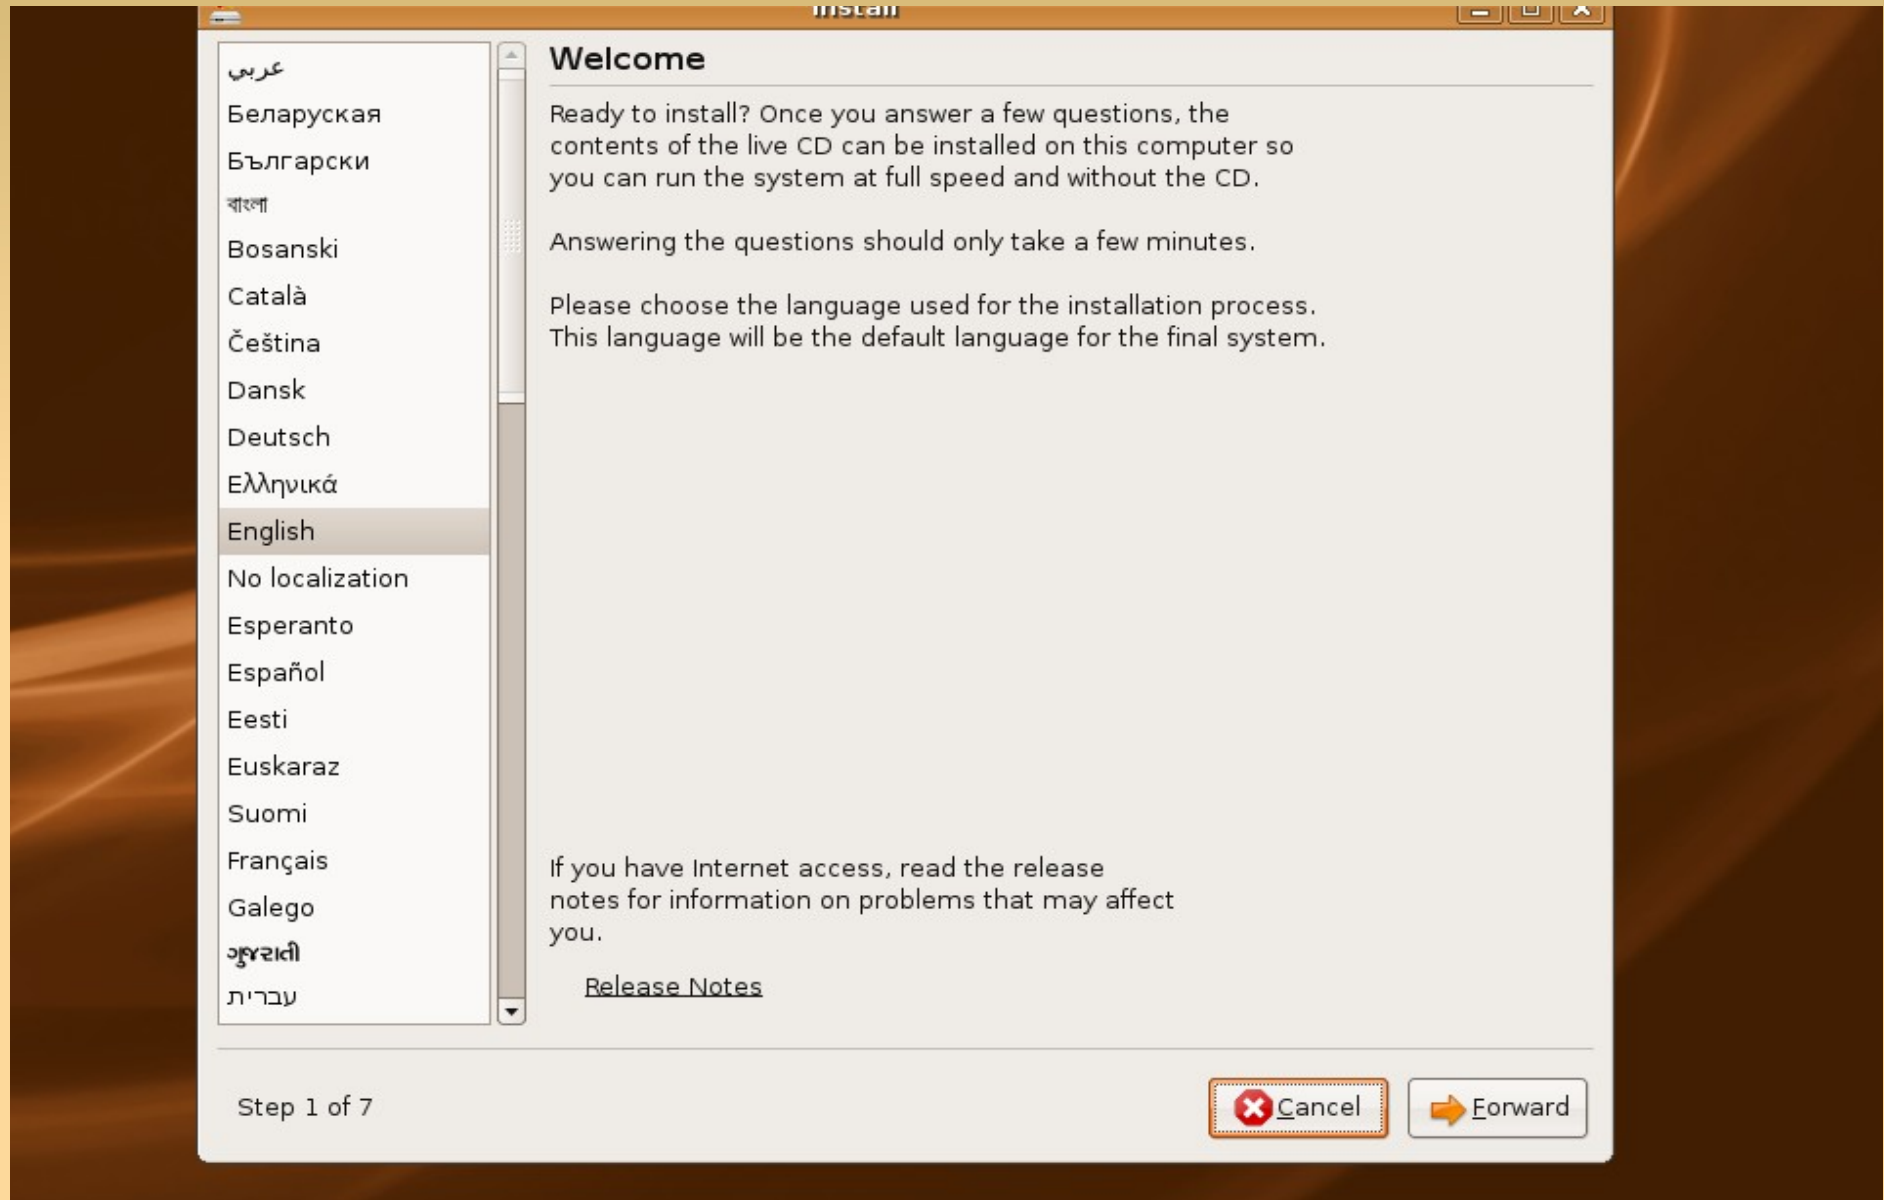 Install
عربي
Беларуская
Български
বাংলা
Bosanski
Català
Čeština
Dansk
Deutsch
Ελληνικά
English
No localization
Esperanto
Español
Eesti
Euskaraz
Suomi
Français
Galego
ગુજરાતી
עברית
Welcome
Ready to install? Once you answer a few questions, the
contents of the live CD can be installed on this computer so
you can run the system at full speed and without the CD.
Answering the questions should only take a few minutes.
Please choose the language used for the installation process.
This language will be the default language for the final system.
If you have Internet access, read the release
notes for information on problems that may affect
you.
Release Notes
Step 1 of 7
Cancel
Forward